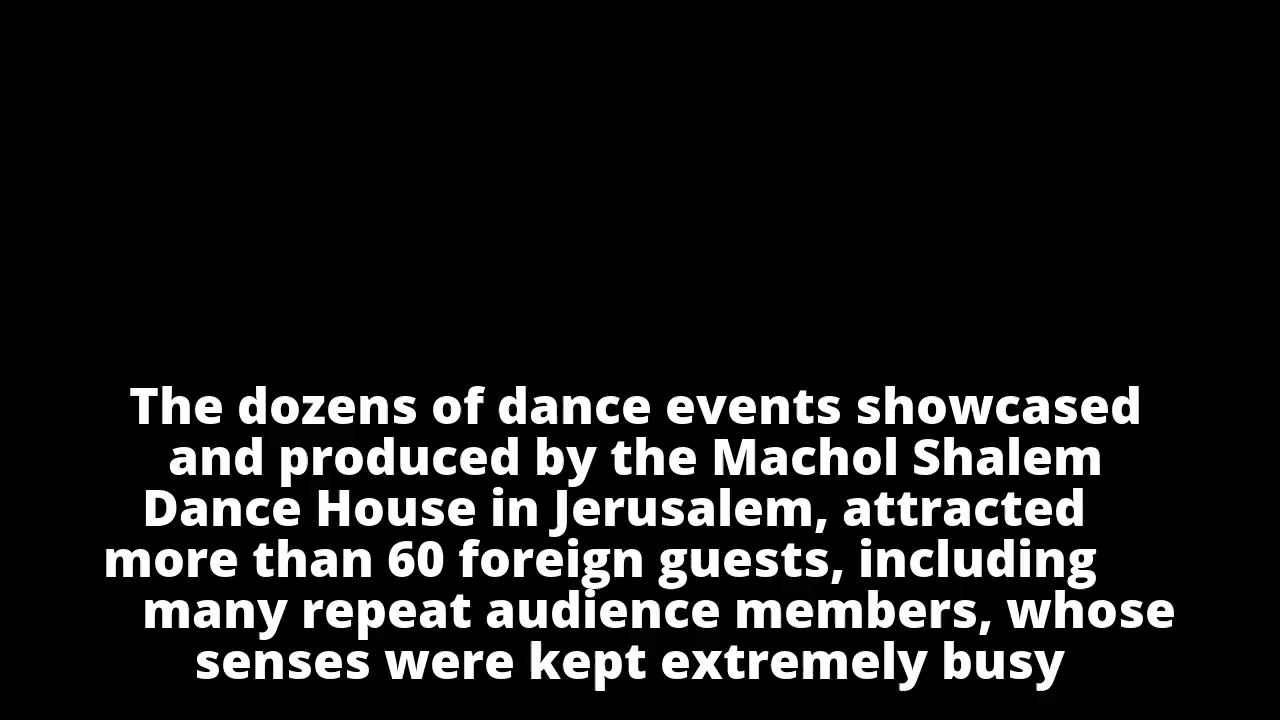 The dozens of dance events showcased
and produced by the Machol Shalem
Dance House in Jerusalem, attracted
more than 60 foreign guests, including
many repeat audience members, whose
senses were kept extremely busy